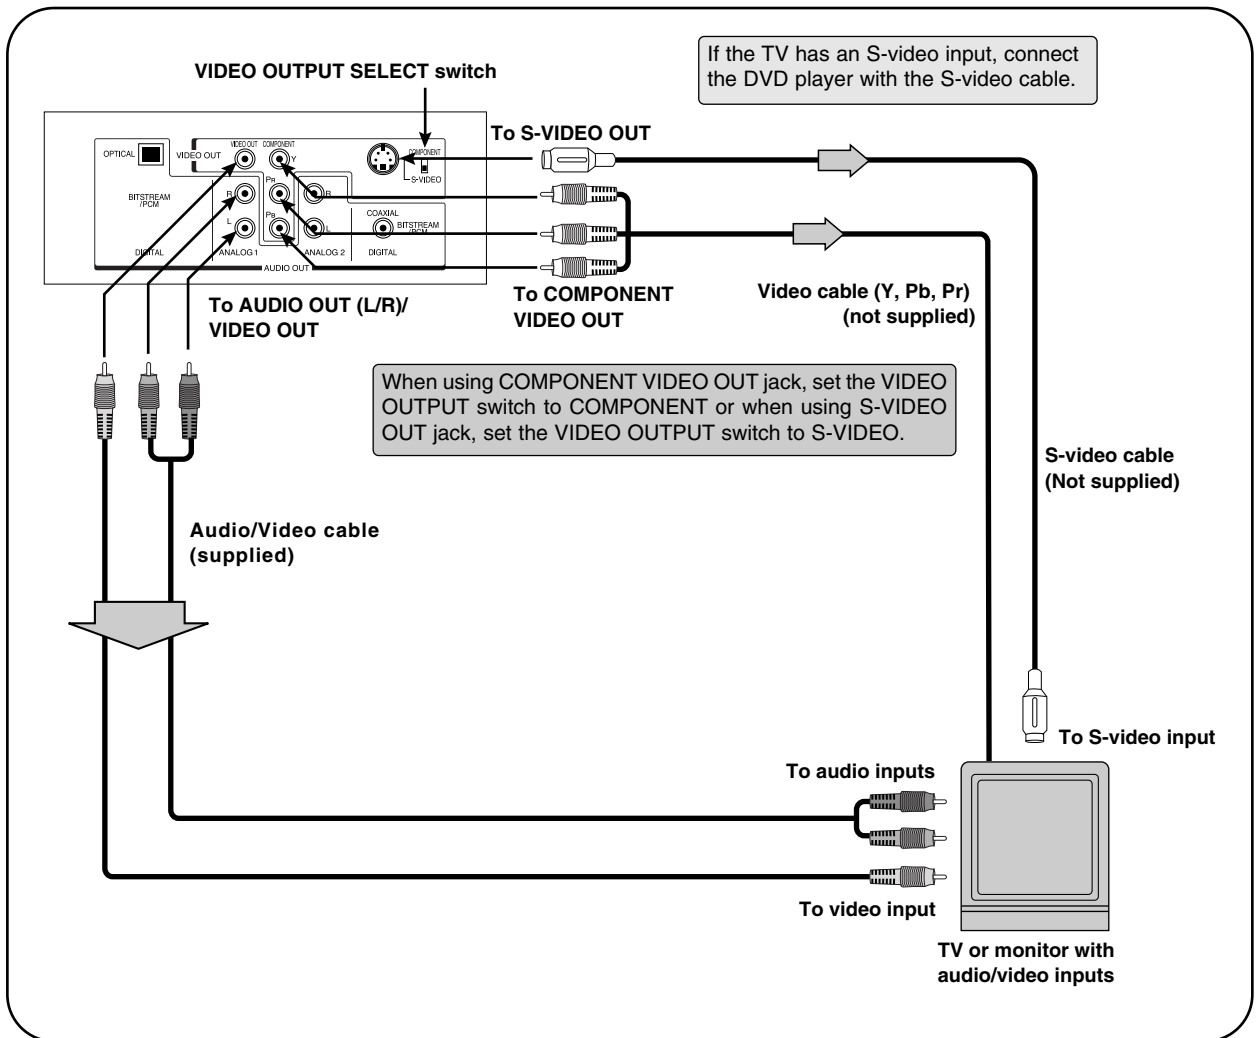 If the TV has an S-video input, connect
the DVD player with the S-video cable.
VIDEO OUTPUT SELECT switch
To S-VIDEO OUT
OPTICAL
VIDEO OUT
VIDEO OUT
COMPONENT
Y
COMPONENT
S-VIDEO
BITSTREAM
/PCM
R
PR
R
L
PB
L
COAXIAL
BITSTREAM
/PCM
DIGITAL
ANALOG 1
ANALOG 2
DIGITAL
AUDIO OUT
To AUDIO OUT (L/R)/
VIDEO OUT
To COMPONENT
VIDEO OUT
Video cable (Y, Pb, Pr)
(not supplied)
When using COMPONENT VIDEO OUT jack, set the VIDEO
OUTPUT switch to COMPONENT or when using S-VIDEO
OUT jack, set the VIDEO OUTPUT switch to S-VIDEO.
S-video cable
(Not supplied)
Audio/Video cable
(supplied)
To S-video input
To audio inputs
To video input
TV or monitor with
audio/video inputs